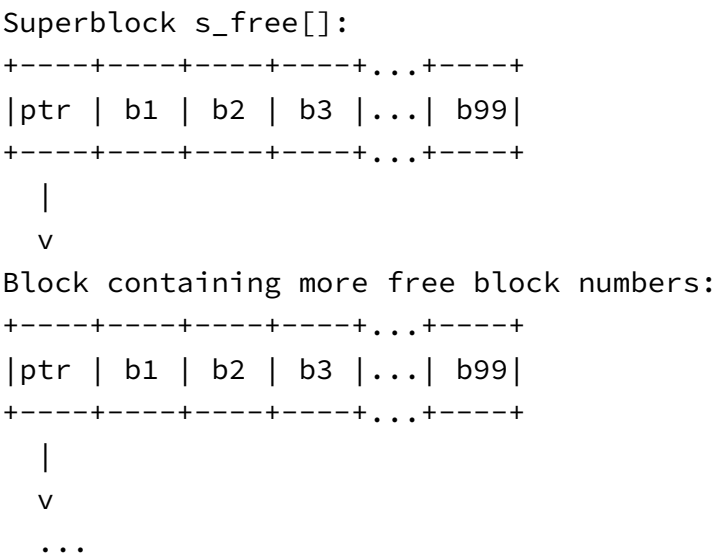 Superblock s_free[]:
+----+----+----+----+...+----+
|ptr | b1 | b2 | b3 |...| b99|
+----+----+----+----+...+----+
  |
  v
Block containing more free block numbers:
+----+----+----+----+...+----+
|ptr | b1 | b2 | b3 |...| b99|
+----+----+----+----+...+----+
  |
  v
  ...